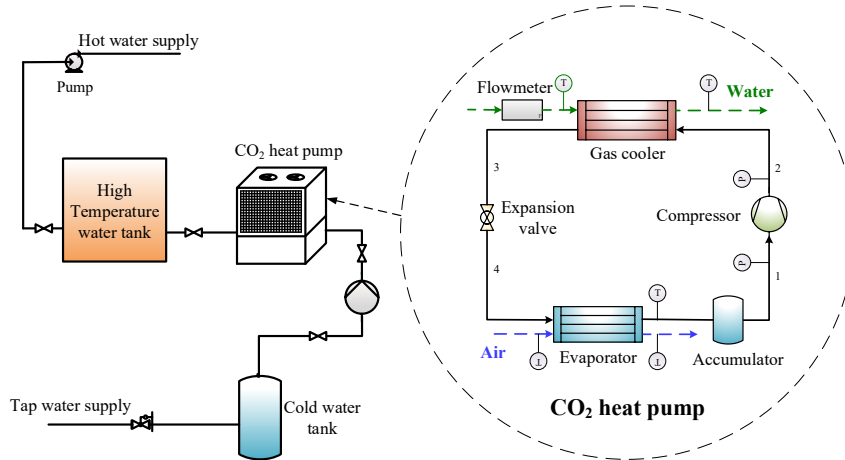 Hot water supply
Pump
High
Temperature
water tank
CO₂ heat pump
Tap water supply
Cold water
tank
Flowmeter
T
T
Water
Gas cooler
3
2
P
Expansion
valve
Compressor
4
P
1
T
Air
T
Evaporator
T
Accumulator
CO₂ heat pump